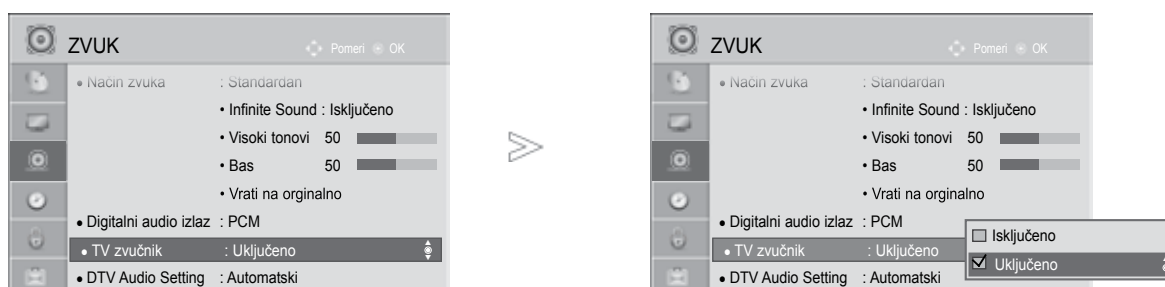 ZVUK Pomeri OK
• Način zvuka : Standardan
• Infinite Sound : Isključeno
• Visoki tonovi 50
• Bas 50
• Vrati na orginalno
• Digitalni audio izlaz : PCM
• TV zvučnik : Uključeno
• DTV Audio Setting : Automatski
ZVUK Pomeri OK
• Način zvuka : Standardan
• Infinite Sound : Isključeno
• Visoki tonovi 50
• Bas 50
• Vrati na orginalno
• Digitalni audio izlaz : PCM
• TV zvučnik : Uključeno
• DTV Audio Setting : Automatski
Isključeno
Uključeno